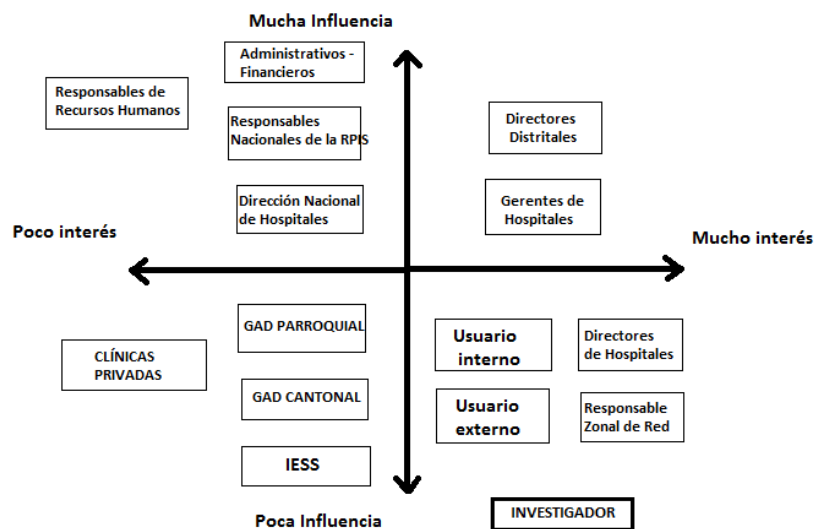 Mucha Influencia
Administrativos -
Financieros
Responsables de
Recursos Humanos
Responsables
Nacionales de la RPIS
Directores
Distritales
Dirección Nacional
de Hospitales
Gerentes de
Hospitales
Poco interés
Mucho interés
GAD PARROQUIAL
Usuario
interno
Directores
de Hospitales
CLÍNICAS
PRIVADAS
GAD CANTONAL
Usuario
externo
Responsable
Zonal de Red
IESS
Poca Influencia
INVESTIGADOR